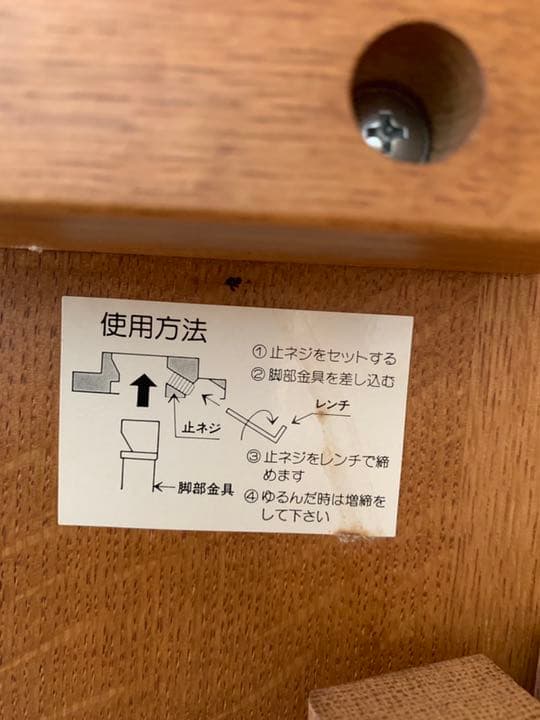 使用方法
①止ネジをセットする
②脚部金具を差し込む
レンチ
止ネジ
③止ネジをレンチで締
めます
脚部金具
④ゆるんだ時は増締を
して下さい